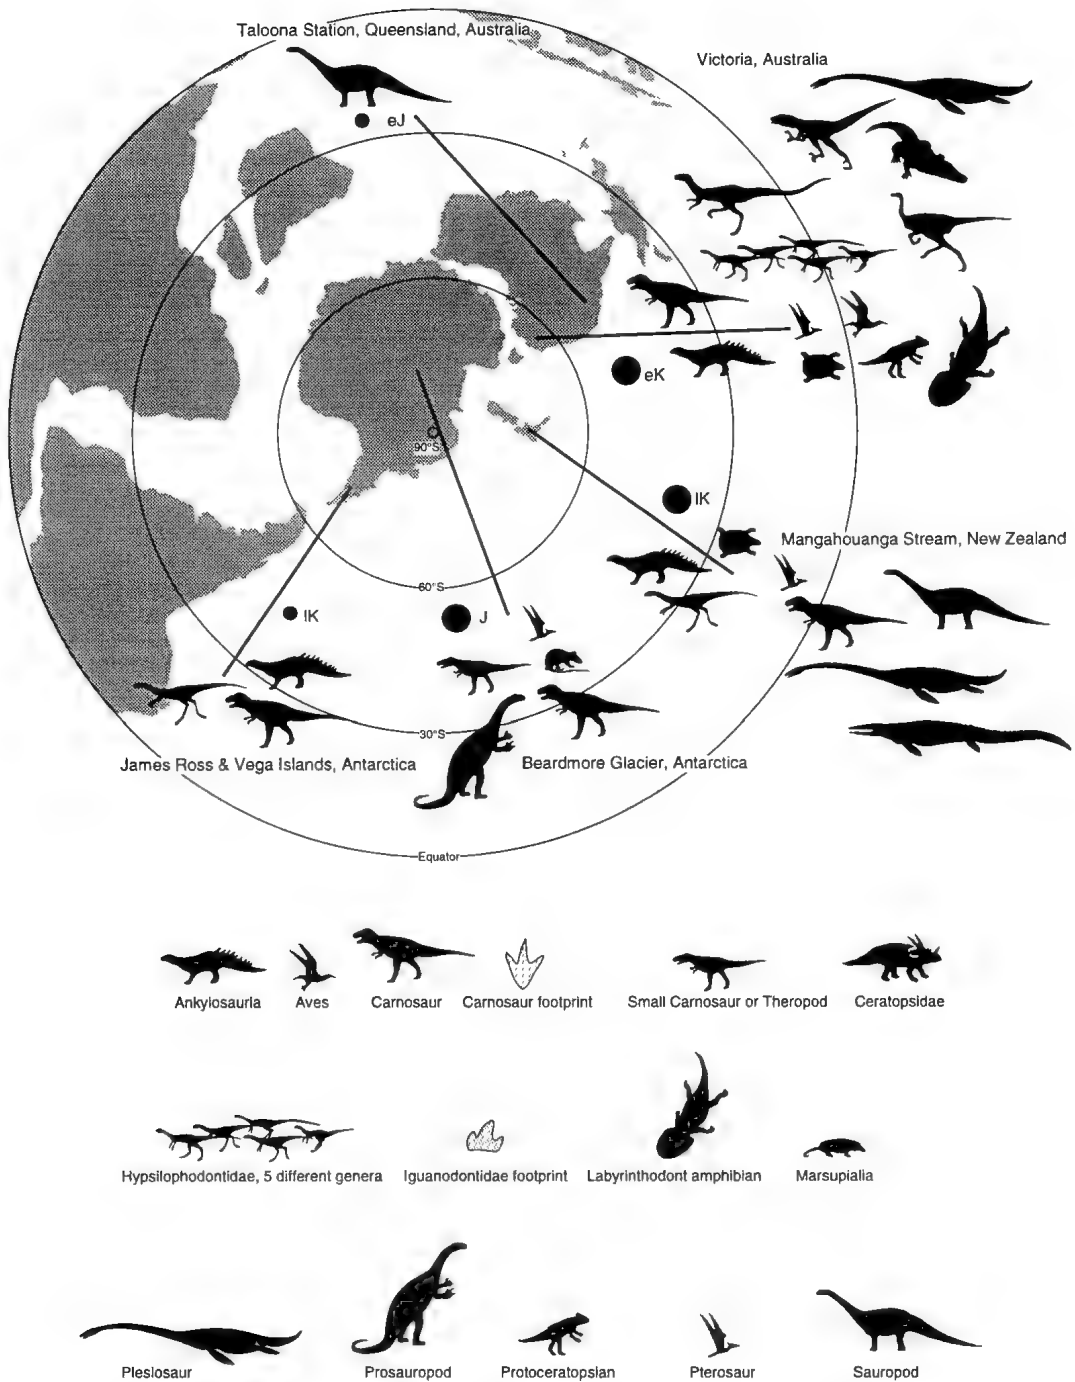 Taloona Station, Queensland, Australia
Victoria, Australia
eJ
eK
90°S
lK
Mangahouanga Stream, New Zealand
60°S
lK
J
30°S
James Ross & Vega Islands, Antarctica
Beardmore Glacier, Antarctica
Equator
Ankylosauria
Aves
Carnosaur
Carnosaur footprint
Small Carnosaur or Theropod
Ceratopsidae
Hypsilophodontidae, 5 different genera
Iguanodontidae footprint
Labyrinthodont amphibian
Marsupialia
Plesiosaur
Prosauropod
Protoceratopsian
Pterosaur
Sauropod